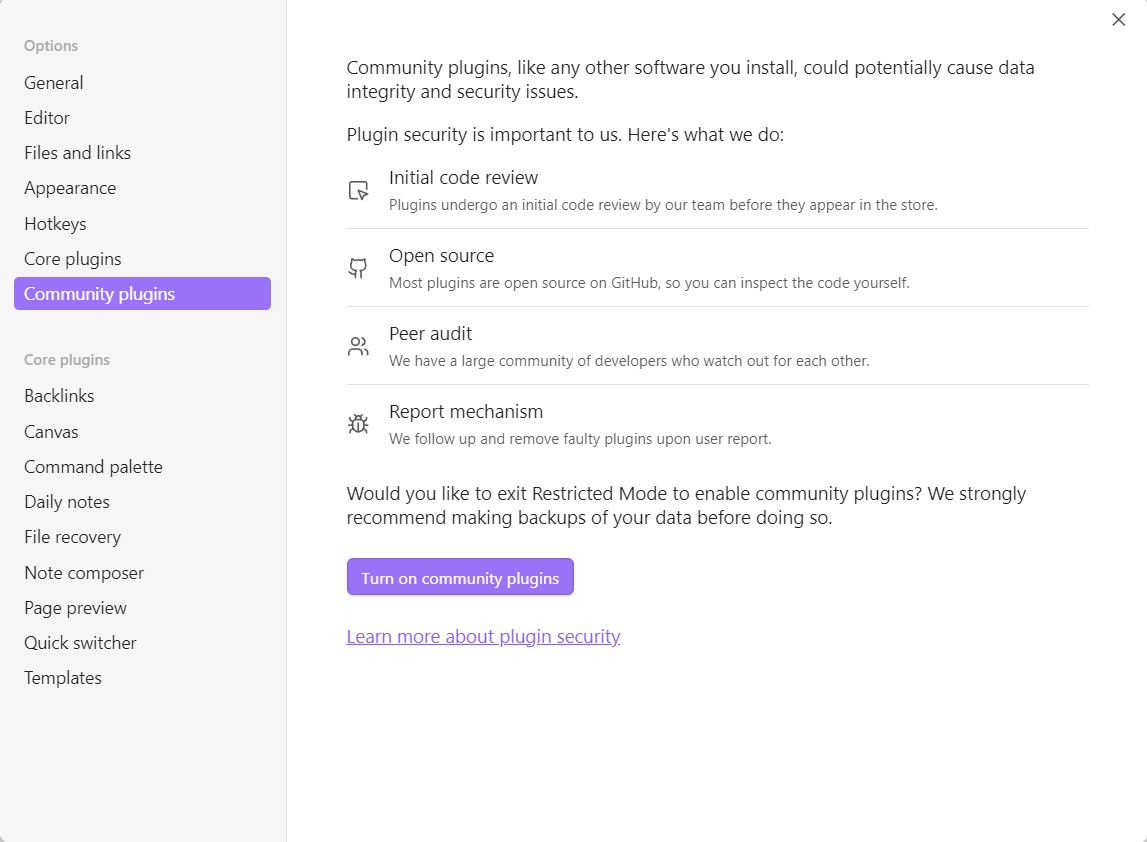 Options
General
Editor
Files and links
Appearance
Hotkeys
Core plugins
Community plugins
Core plugins
Backlinks
Canvas
Command palette
Daily notes
File recovery
Note composer
Page preview
Quick switcher
Templates
Community plugins, like any other software you install, could potentially cause data
integrity and security issues.
Plugin security is important to us. Here's what we do:
Initial code review
Plugins undergo an initial code review by our team before they appear in the store.
Open source
Most plugins are open source on GitHub, so you can inspect the code yourself.
Peer audit
We have a large community of developers who watch out for each other.
Report mechanism
We follow up and remove faulty plugins upon user report.
Would you like to exit Restricted Mode to enable community plugins? We strongly
recommend making backups of your data before doing so.
Turn on community plugins
Learn more about plugin security